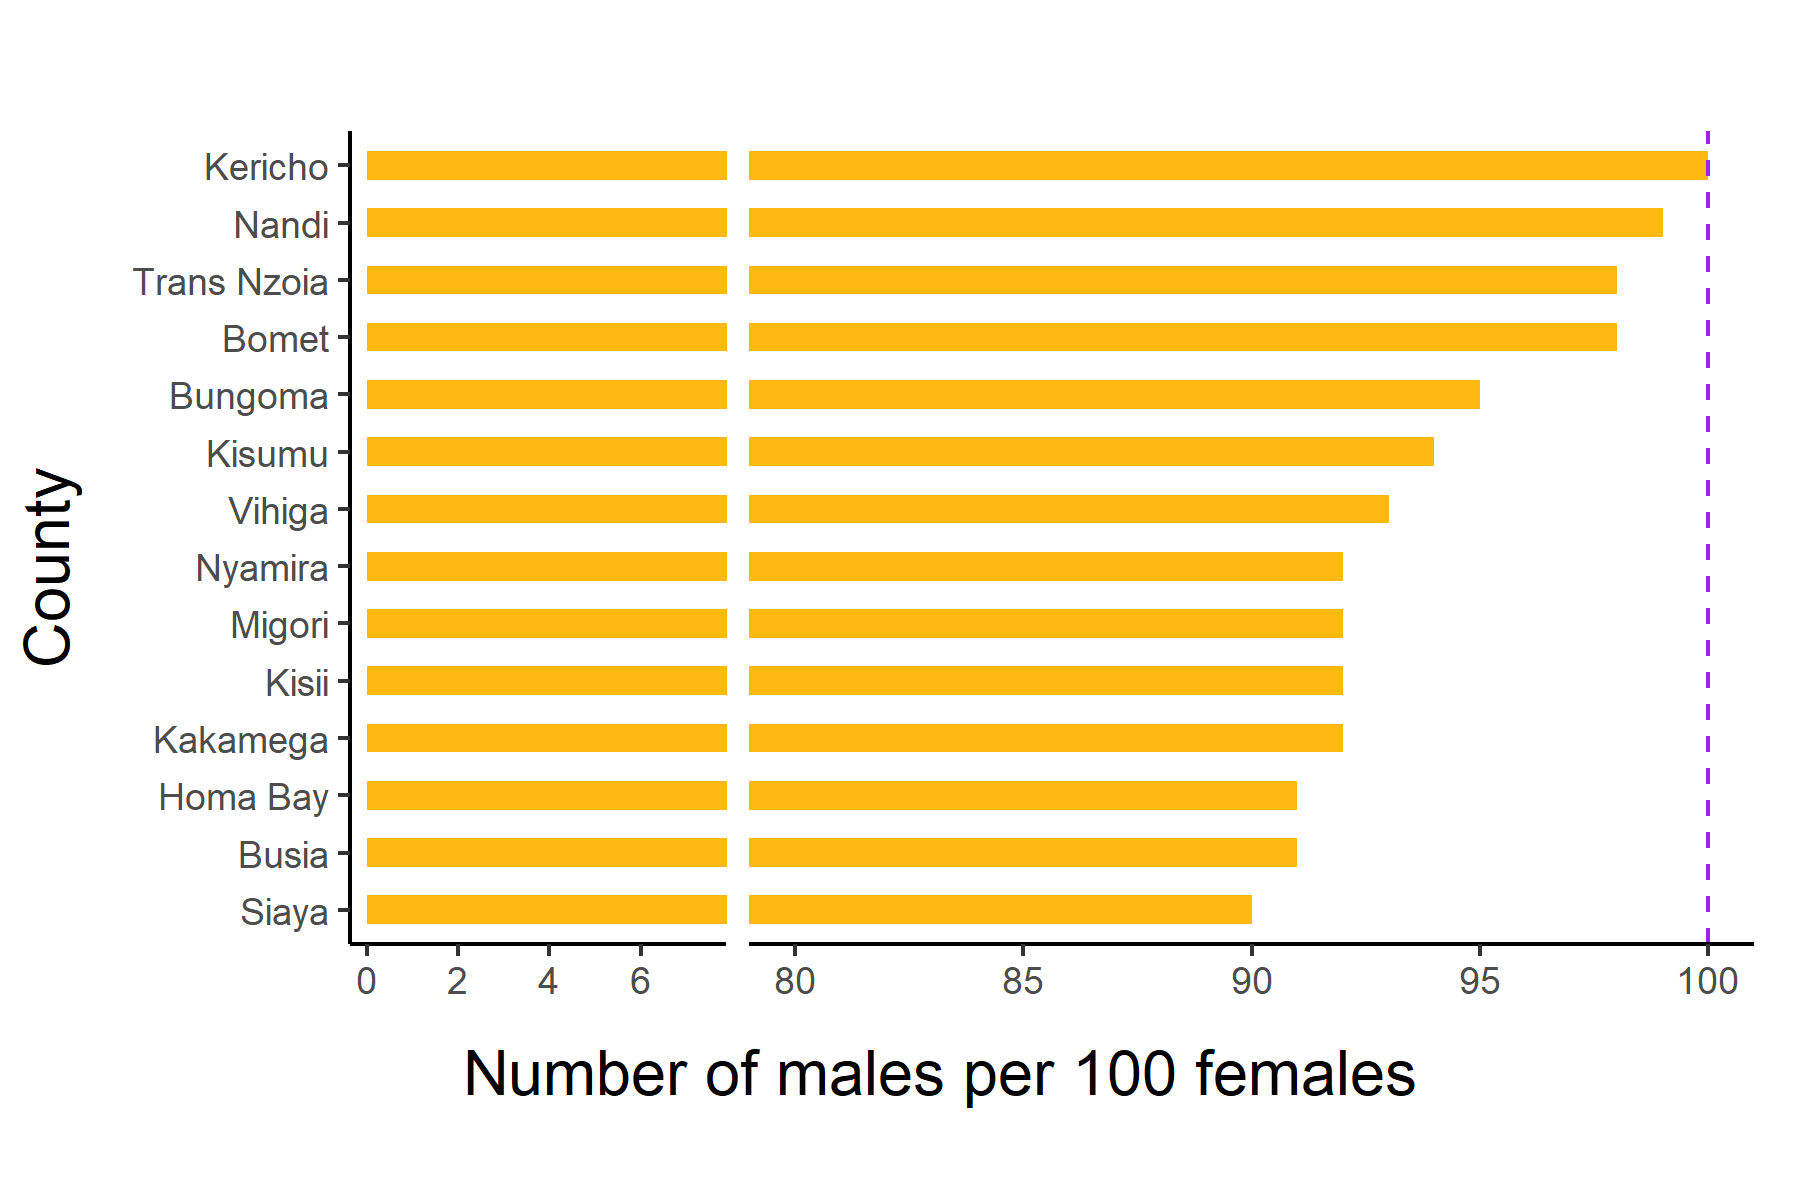 Kericho
Nandi
Trans Nzoia
Bomet
Bungoma
Kisumu
Vihiga
Nyamira
Migori
Kisii
Kakamega
Homa Bay
Busia
Siaya
County
0 2 4 6 80 85 90 95 100
Number of males per 100 females